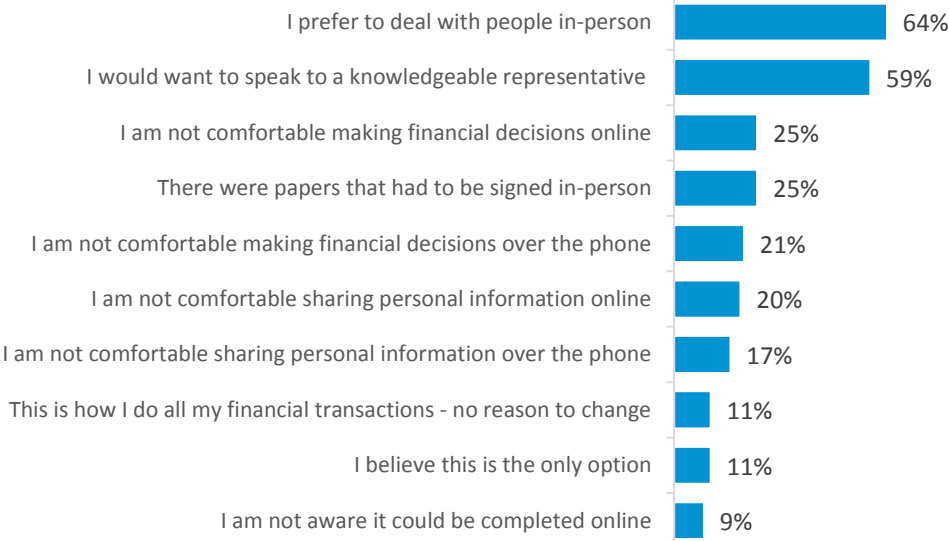 I prefer to deal with people in-person 64%
I would want to speak to a knowledgeable representative 59%
I am not comfortable making financial decisions online 25%
There were papers that had to be signed in-person 25%
I am not comfortable making financial decisions over the phone 21%
I am not comfortable sharing personal information online 20%
I am not comfortable sharing personal information over the phone 17%
This is how I do all my financial transactions - no reason to change 11%
I believe this is the only option 11%
I am not aware it could be completed online 9%